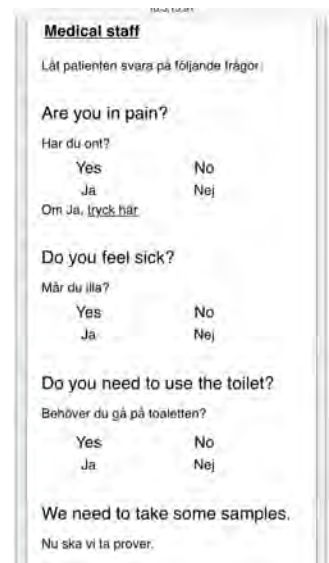 Medical staff
Låt patienten svara på följande frågor.
Are you in pain?
Har du ont?
Yes No
Ja Nej
Om Ja, tryck här
Do you feel sick?
Mår du illa?
Yes No
Ja Nej
Do you need to use the toilet?
Behöver du gå på toaletten?
Yes No
Ja Nej
We need to take some samples.
Nu ska vi ta prover.